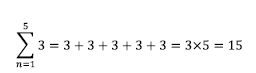 5
∑ 3 = 3 + 3 + 3 + 3 + 3 = 3×5 = 15
n=1